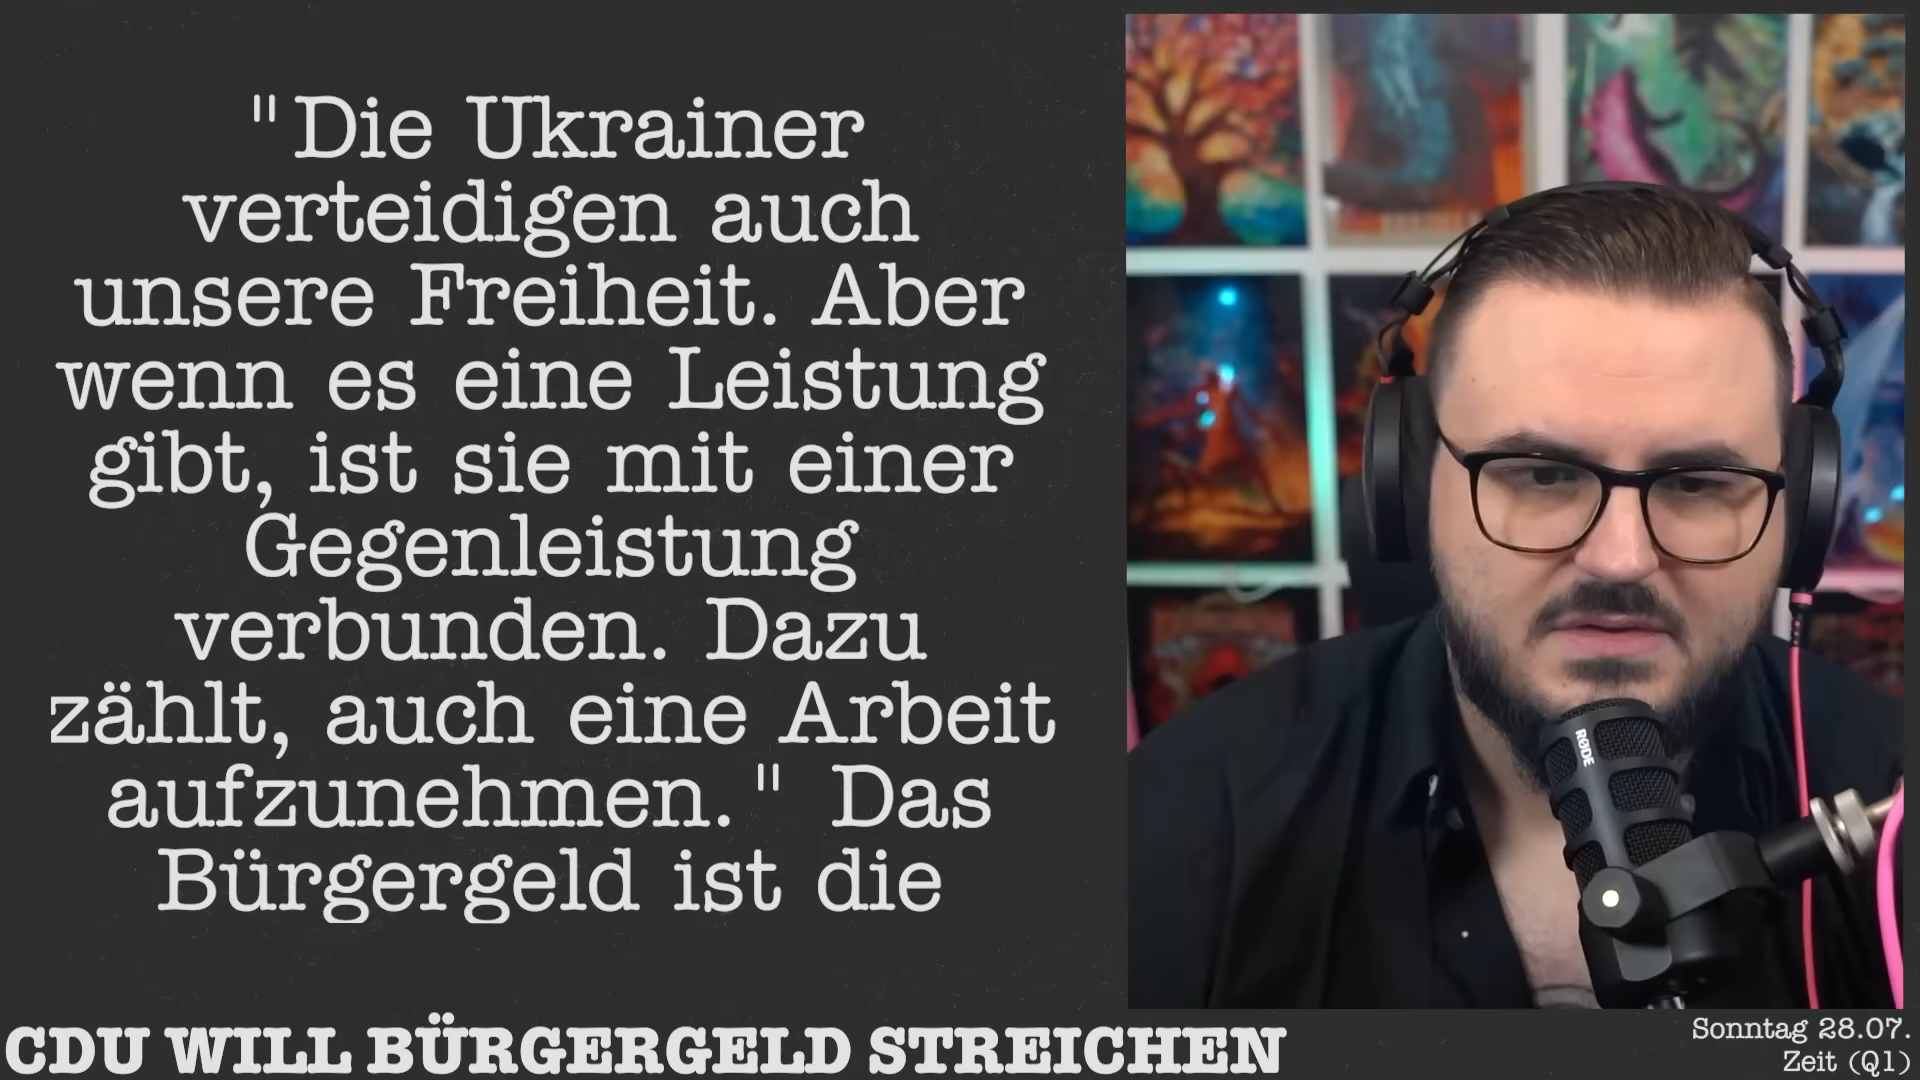 "Die Ukrainer
verteidigen auch
unsere Freiheit. Aber
wenn es eine Leistung
gibt, ist sie mit einer
Gegenleistung
verbunden. Dazu
zählt, auch eine Arbeit
aufzunehmen." Das
Bürgergeld ist die
RØDE
CDU WILL BÜRGERGELD STREICHEN
Sonntag 28.07.
Zeit (Q1)